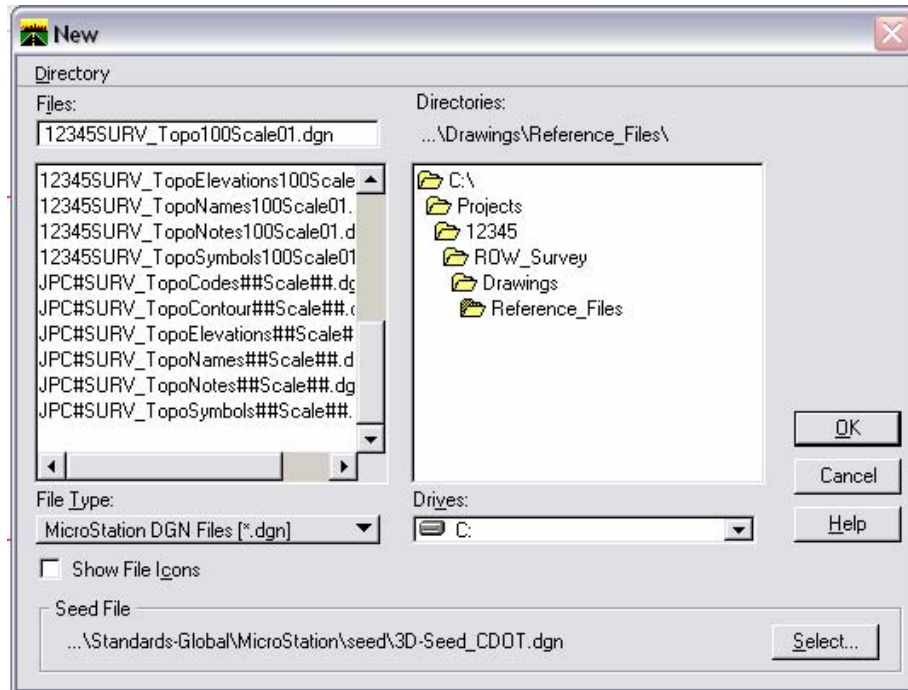 New
Directory
Files:
12345SURV_Topo100Scale01.dgn
12345SURV_TopoElevations100Scale
12345SURV_TopoNames100Scale01.
12345SURV_TopoNotes100Scale01.d
12345SURV_TopoSymbols100Scale01
JPC#SURV_TopoCodes##Scale##.dg
JPC#SURV_TopoContour##Scale##.d
JPC#SURV_TopoElevations##Scale#
JPC#SURV_TopoNames##Scale##.d
JPC#SURV_TopoNotes##Scale##.dg
JPC#SURV_TopoSymbols##Scale##.
File Type:
MicroStation DGN Files [*.dgn]
Show File Icons
Directories:
...\Drawings\Reference_Files\
C:\
Projects
12345
ROW_Survey
Drawings
Reference_Files
Drives:
C:
OK
Cancel
Help
Seed File
...\Standards-Global\MicroStation\seed\3D-Seed_CDOT.dgn
Select...